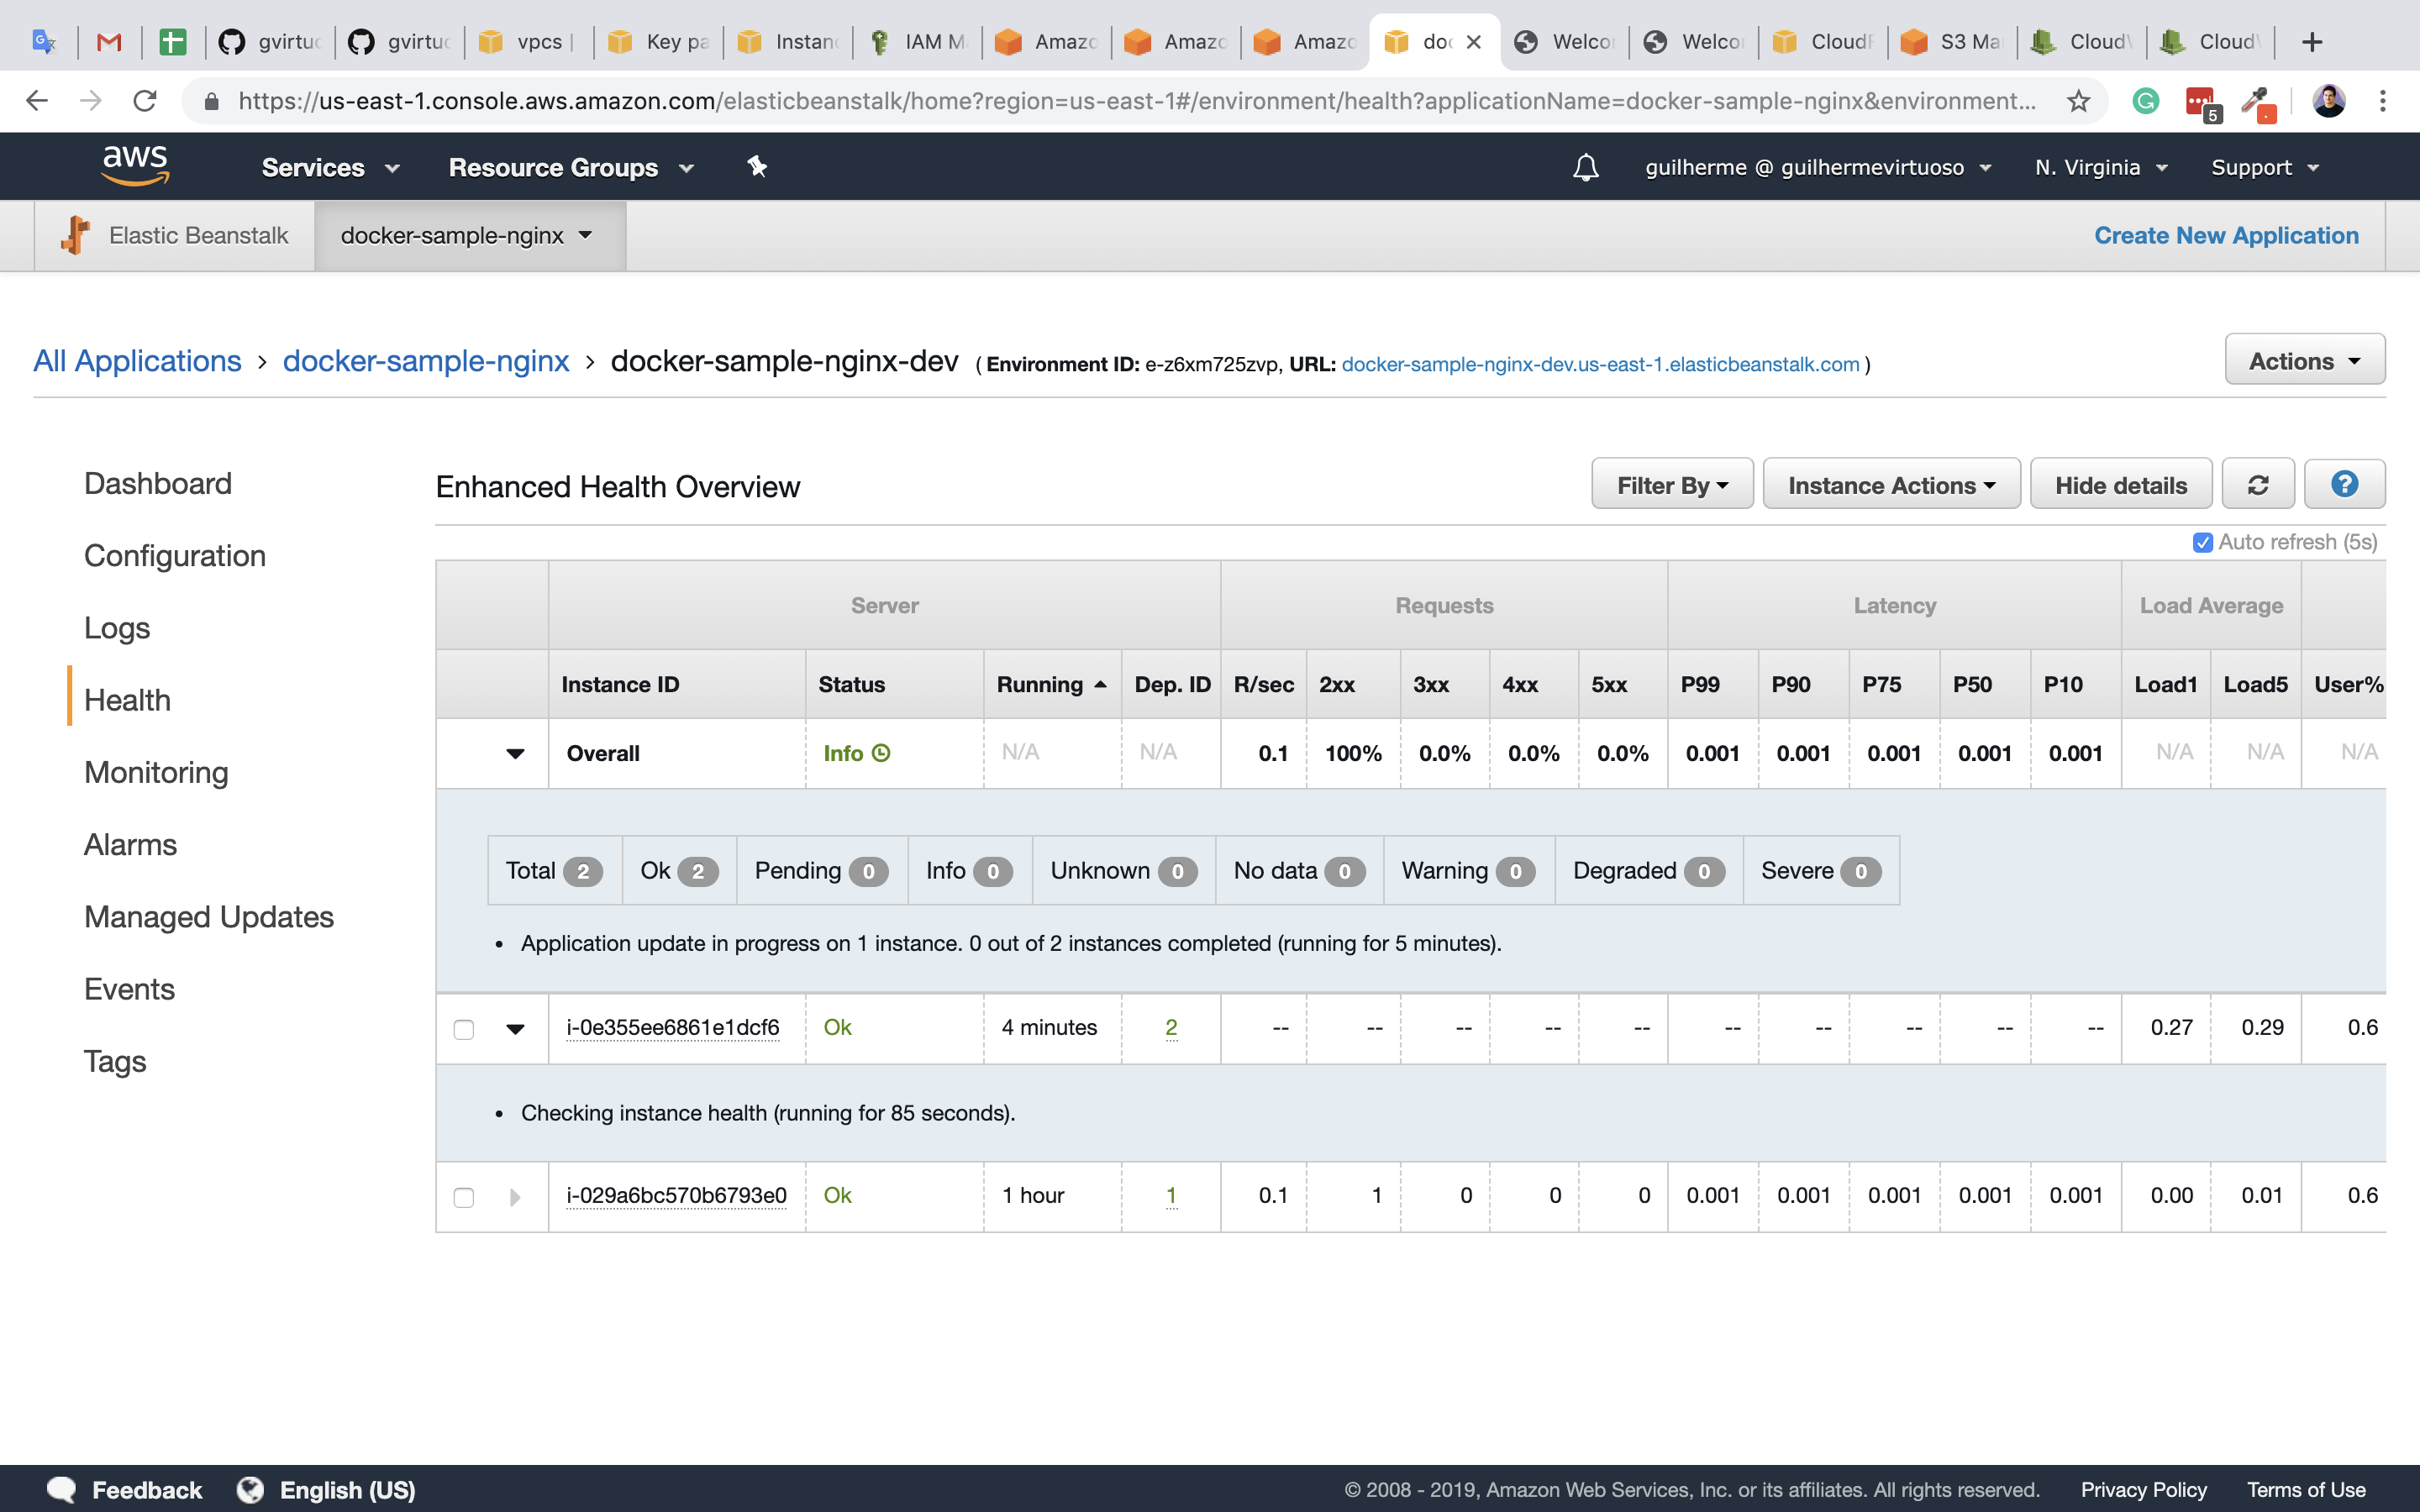 gvirtu gvirtu vpcs | Key pa Instan IAM M Amaz Amaz Amaz do Welco Welco Cloud S3 Ma Cloud Cloud
https://us-east-1.console.aws.amazon.com/elasticbeanstalk/home?region=us-east-1#/environment/health?applicationName=docker-sample-nginx&environment... 5
aws Services Resource Groups guilherme @ guilhermevirtuoso N. Virginia Support
Elastic Beanstalk docker-sample-nginx Create New Application
All Applications > docker-sample-nginx > docker-sample-nginx-dev ( Environment ID: e-z6xm725zvp, URL: docker-sample-nginx-dev.us-east-1.elasticbeanstalk.com ) Actions
Dashboard
Configuration
Logs
Health
Monitoring
Alarms
Managed Updates
Events
Tags
Enhanced Health Overview Filter By Instance Actions Hide details ?
Auto refresh (5s)
Server Requests Latency Load Average
Instance ID Status Running Dep. ID R/sec 2xx 3xx 4xx 5xx P99 P90 P75 P50 P10 Load1 Load5 User%
Overall Info N/A N/A 0.1 100% 0.0% 0.0% 0.0% 0.001 0.001 0.001 0.001 0.001 N/A N/A N/A
Total 2 Ok 2 Pending 0 Info 0 Unknown 0 No data 0 Warning 0 Degraded 0 Severe 0
• Application update in progress on 1 instance. 0 out of 2 instances completed (running for 5 minutes).
i-0e355ee6861e1dcf6 Ok 4 minutes 2 -- -- -- -- -- -- -- -- -- -- 0.27 0.29 0.6
• Checking instance health (running for 85 seconds).
i-029a6bc570b6793e0 Ok 1 hour 1 0.1 1 0 0 0 0.001 0.001 0.001 0.001 0.001 0.00 0.01 0.6
Feedback English (US) © 2008 - 2019, Amazon Web Services, Inc. or its affiliates. All rights reserved. Privacy Policy Terms of Use